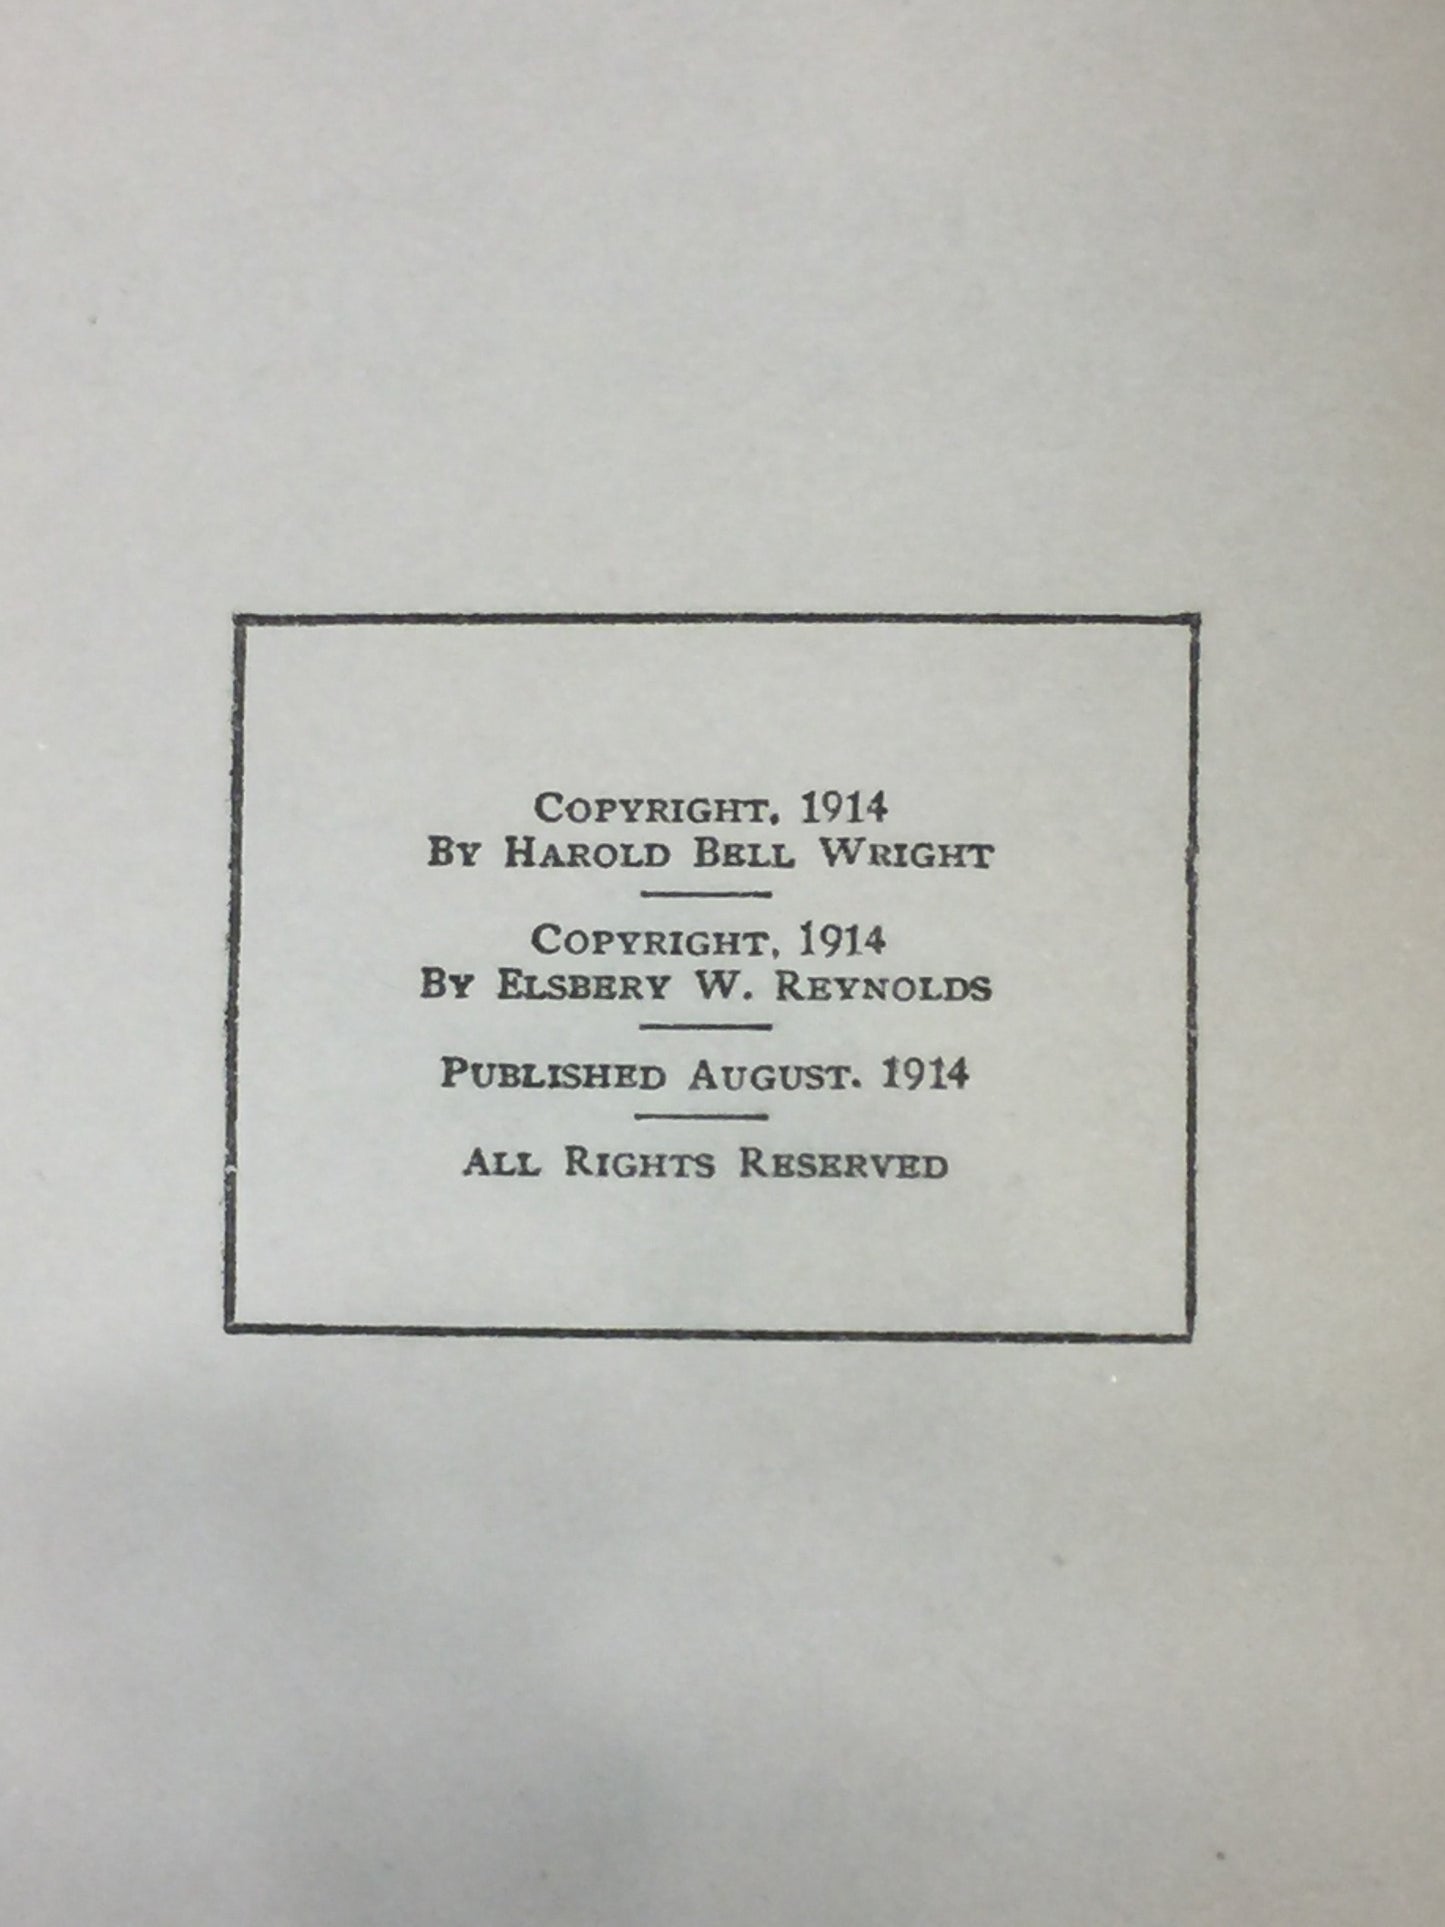 Copyright, 1914
By Harold Bell Wright
Copyright, 1914
By Elsbery W. Reynolds
Published August. 1914
All Rights Reserved